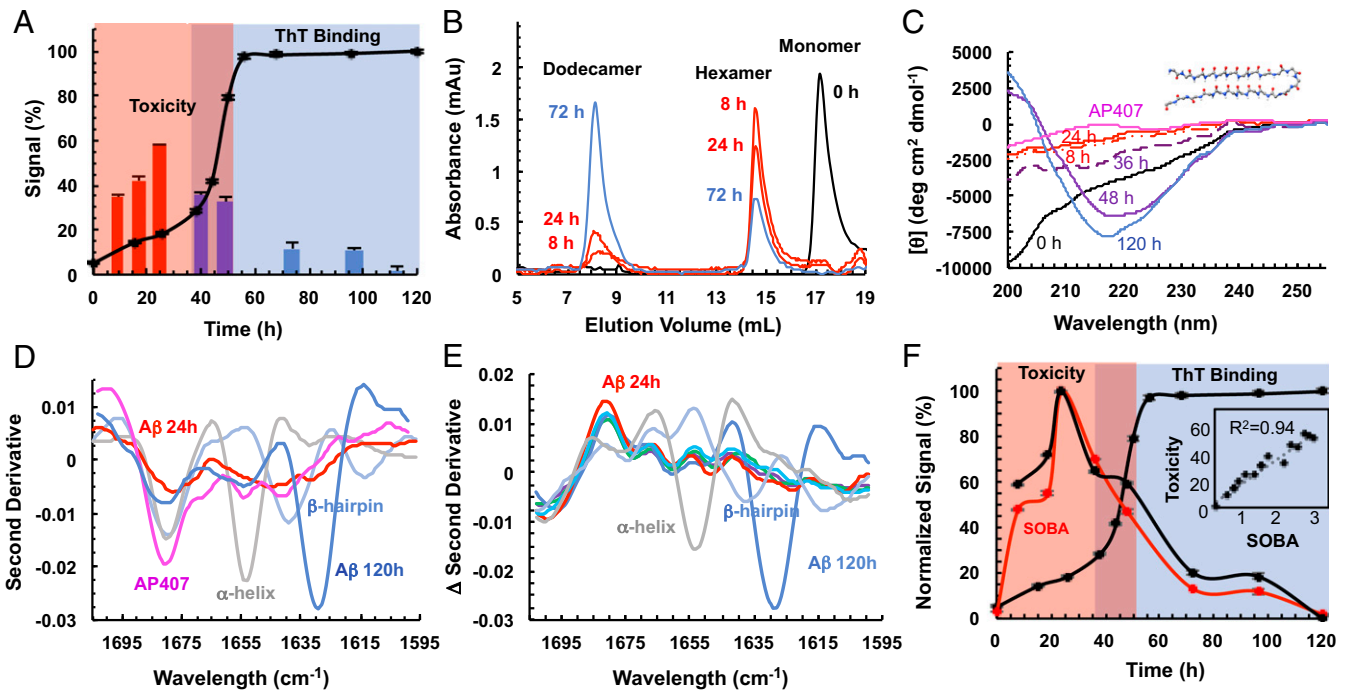 A
ThT Binding
Toxicity
Signal (%)
100
80
60
40
20
0
0 20 40 60 80 100 120
Time (h)
B
Dodecamer
Hexamer
Monomer
72 h
8 h
24 h
72 h
0 h
24 h
8 h
Absorbance (mAu)
2
1.5
1
0.5
0
5 7 9 11 13 15 17 19
Elution Volume (mL)
C
AP407
24 h
8 h
36 h
48 h
0 h
120 h
[θ] (deg cm2 dmol-1)
5000
2500
0
-2500
-5000
-7500
-10000
200 210 220 230 240 250
Wavelength (nm)
D
Aβ 24h
β-hairpin
AP407
α-helix
Aβ 120h
Second Derivative
0.01
0
-0.01
-0.02
-0.03
1695 1675 1655 1635 1615 1595
Wavelength (cm-1)
E
Aβ 24h
β-hairpin
α-helix
Aβ 120h
Δ Second Derivative
0.02
0.01
0
-0.01
-0.02
-0.03
1695 1675 1655 1635 1615 1595
Wavelength (cm-1)
F
Toxicity
ThT Binding
SOBA
Normalized Signal (%)
100
80
60
40
20
0
0 20 40 60 80 100 120
Time (h)
R2=0.94
Toxicity
60
40
20
0
1 2 3
SOBA